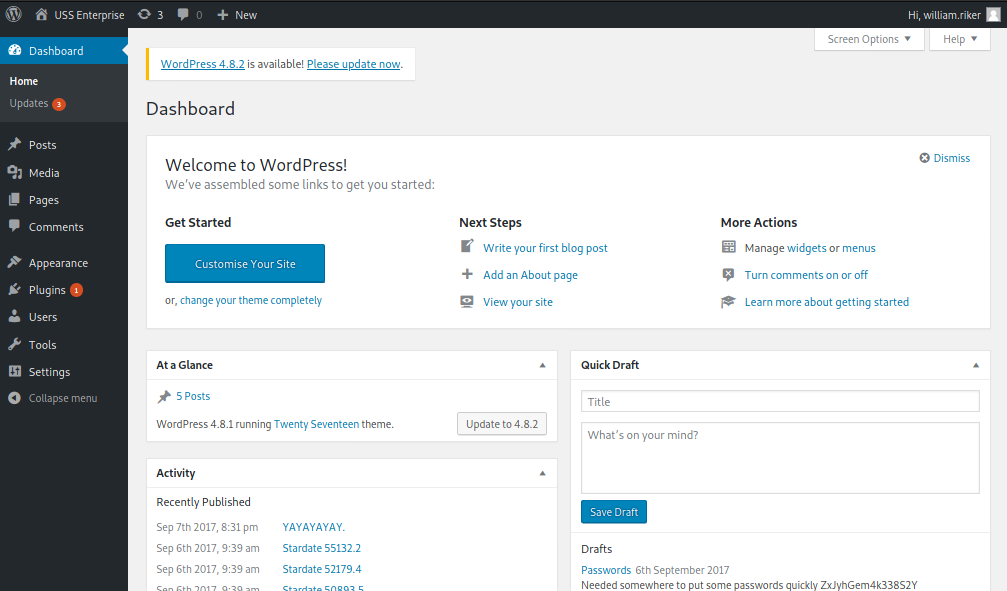 USS Enterprise 3 0 New Hi, william.riker
Dashboard
Home
Updates 3
Posts
Media
Pages
Comments
Appearance
Plugins 1
Users
Tools
Settings
Collapse menu
Screen Options Help
WordPress 4.8.2 is available! Please update now.
Dashboard
Welcome to WordPress!
Dismiss
We've assembled some links to get you started:
Get Started
Customise Your Site
or, change your theme completely
Next Steps
Write your first blog post
Add an About page
View your site
More Actions
Manage widgets or menus
Turn comments on or off
Learn more about getting started
At a Glance
5 Posts
WordPress 4.8.1 running Twenty Seventeen theme.
Update to 4.8.2
Activity
Recently Published
Sep 7th 2017, 8:31 pm YAYAYAYAY.
Sep 6th 2017, 9:39 am Stardate 55132.2
Sep 6th 2017, 9:39 am Stardate 52179.4
Sep 6th 2017, 9:39 am Stardate 50893.5
Quick Draft
Title
What's on your mind?
Save Draft
Drafts
Passwords 6th September 2017
Needed somewhere to put some passwords quickly ZxJyhGem4k338S2Y